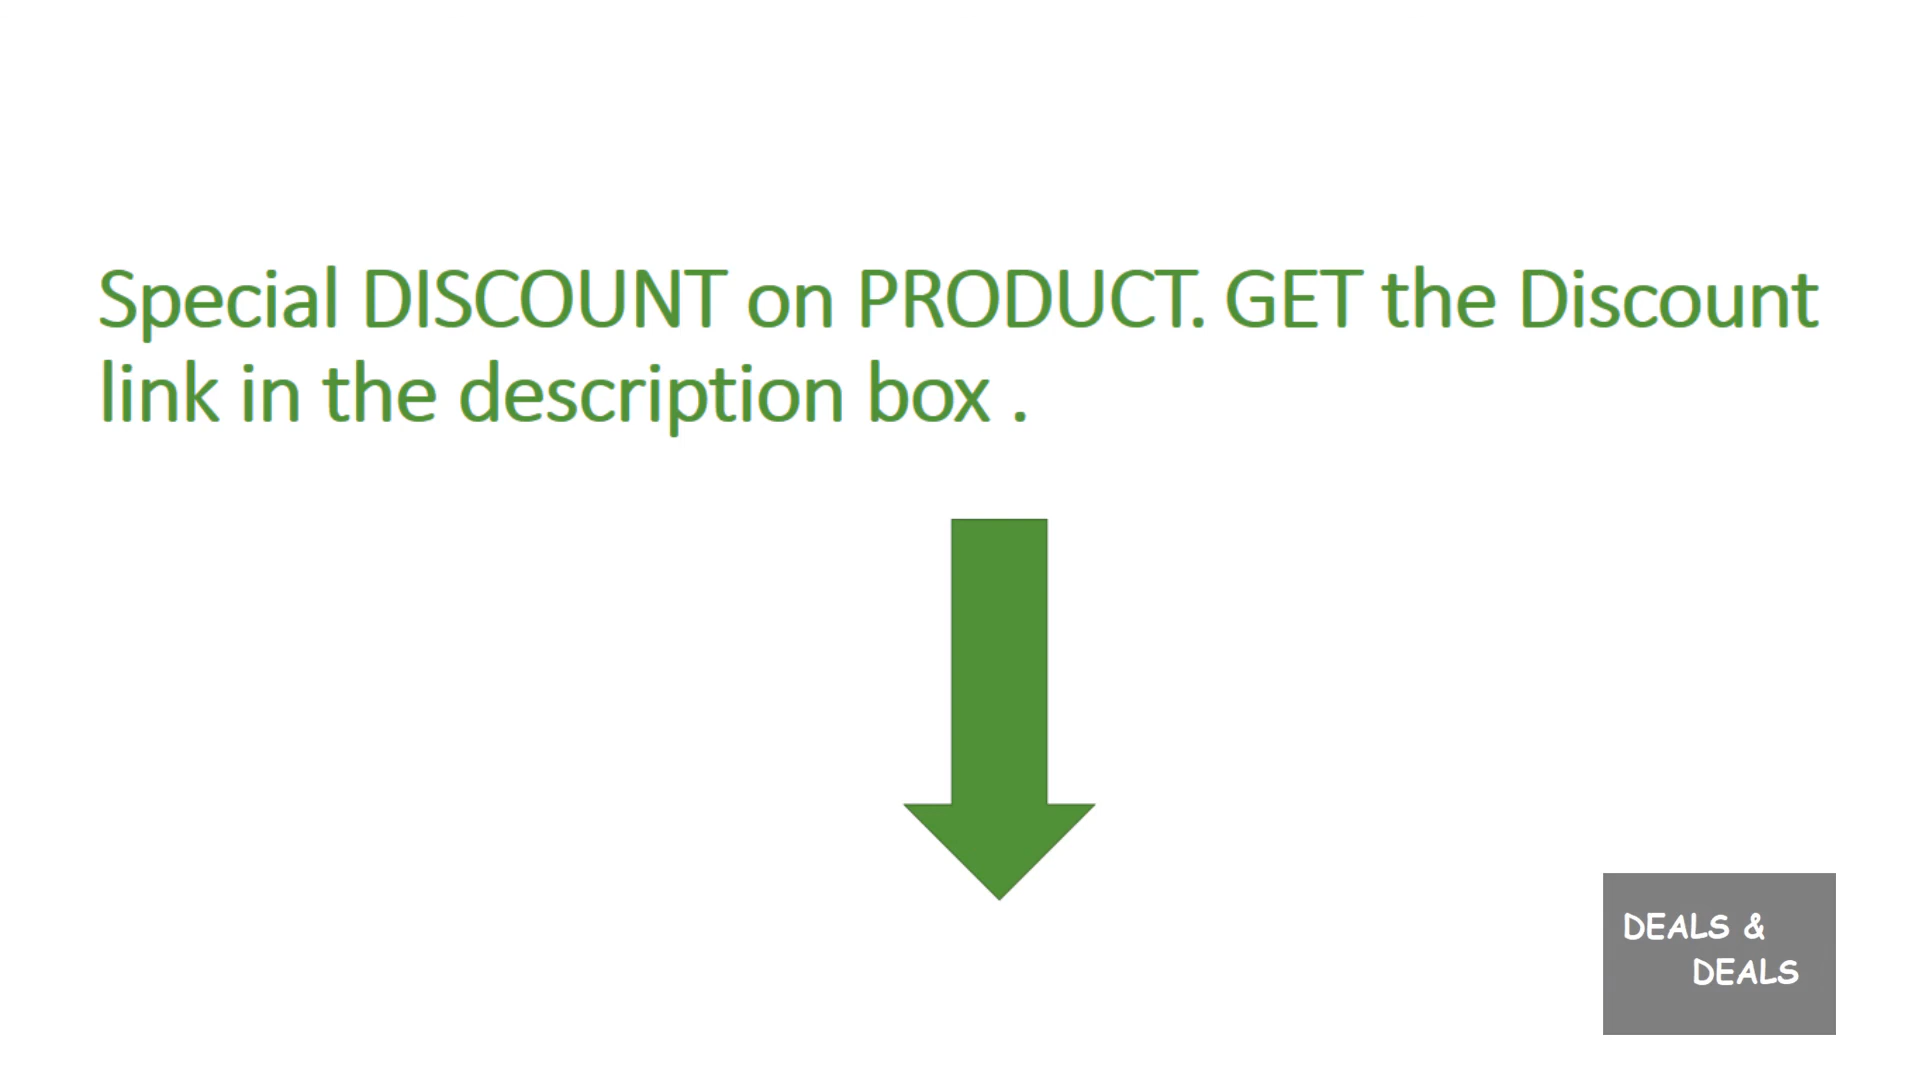 Special DISCOUNT on PRODUCT. GET the Discount
link in the description box .
DEALS &
DEALS